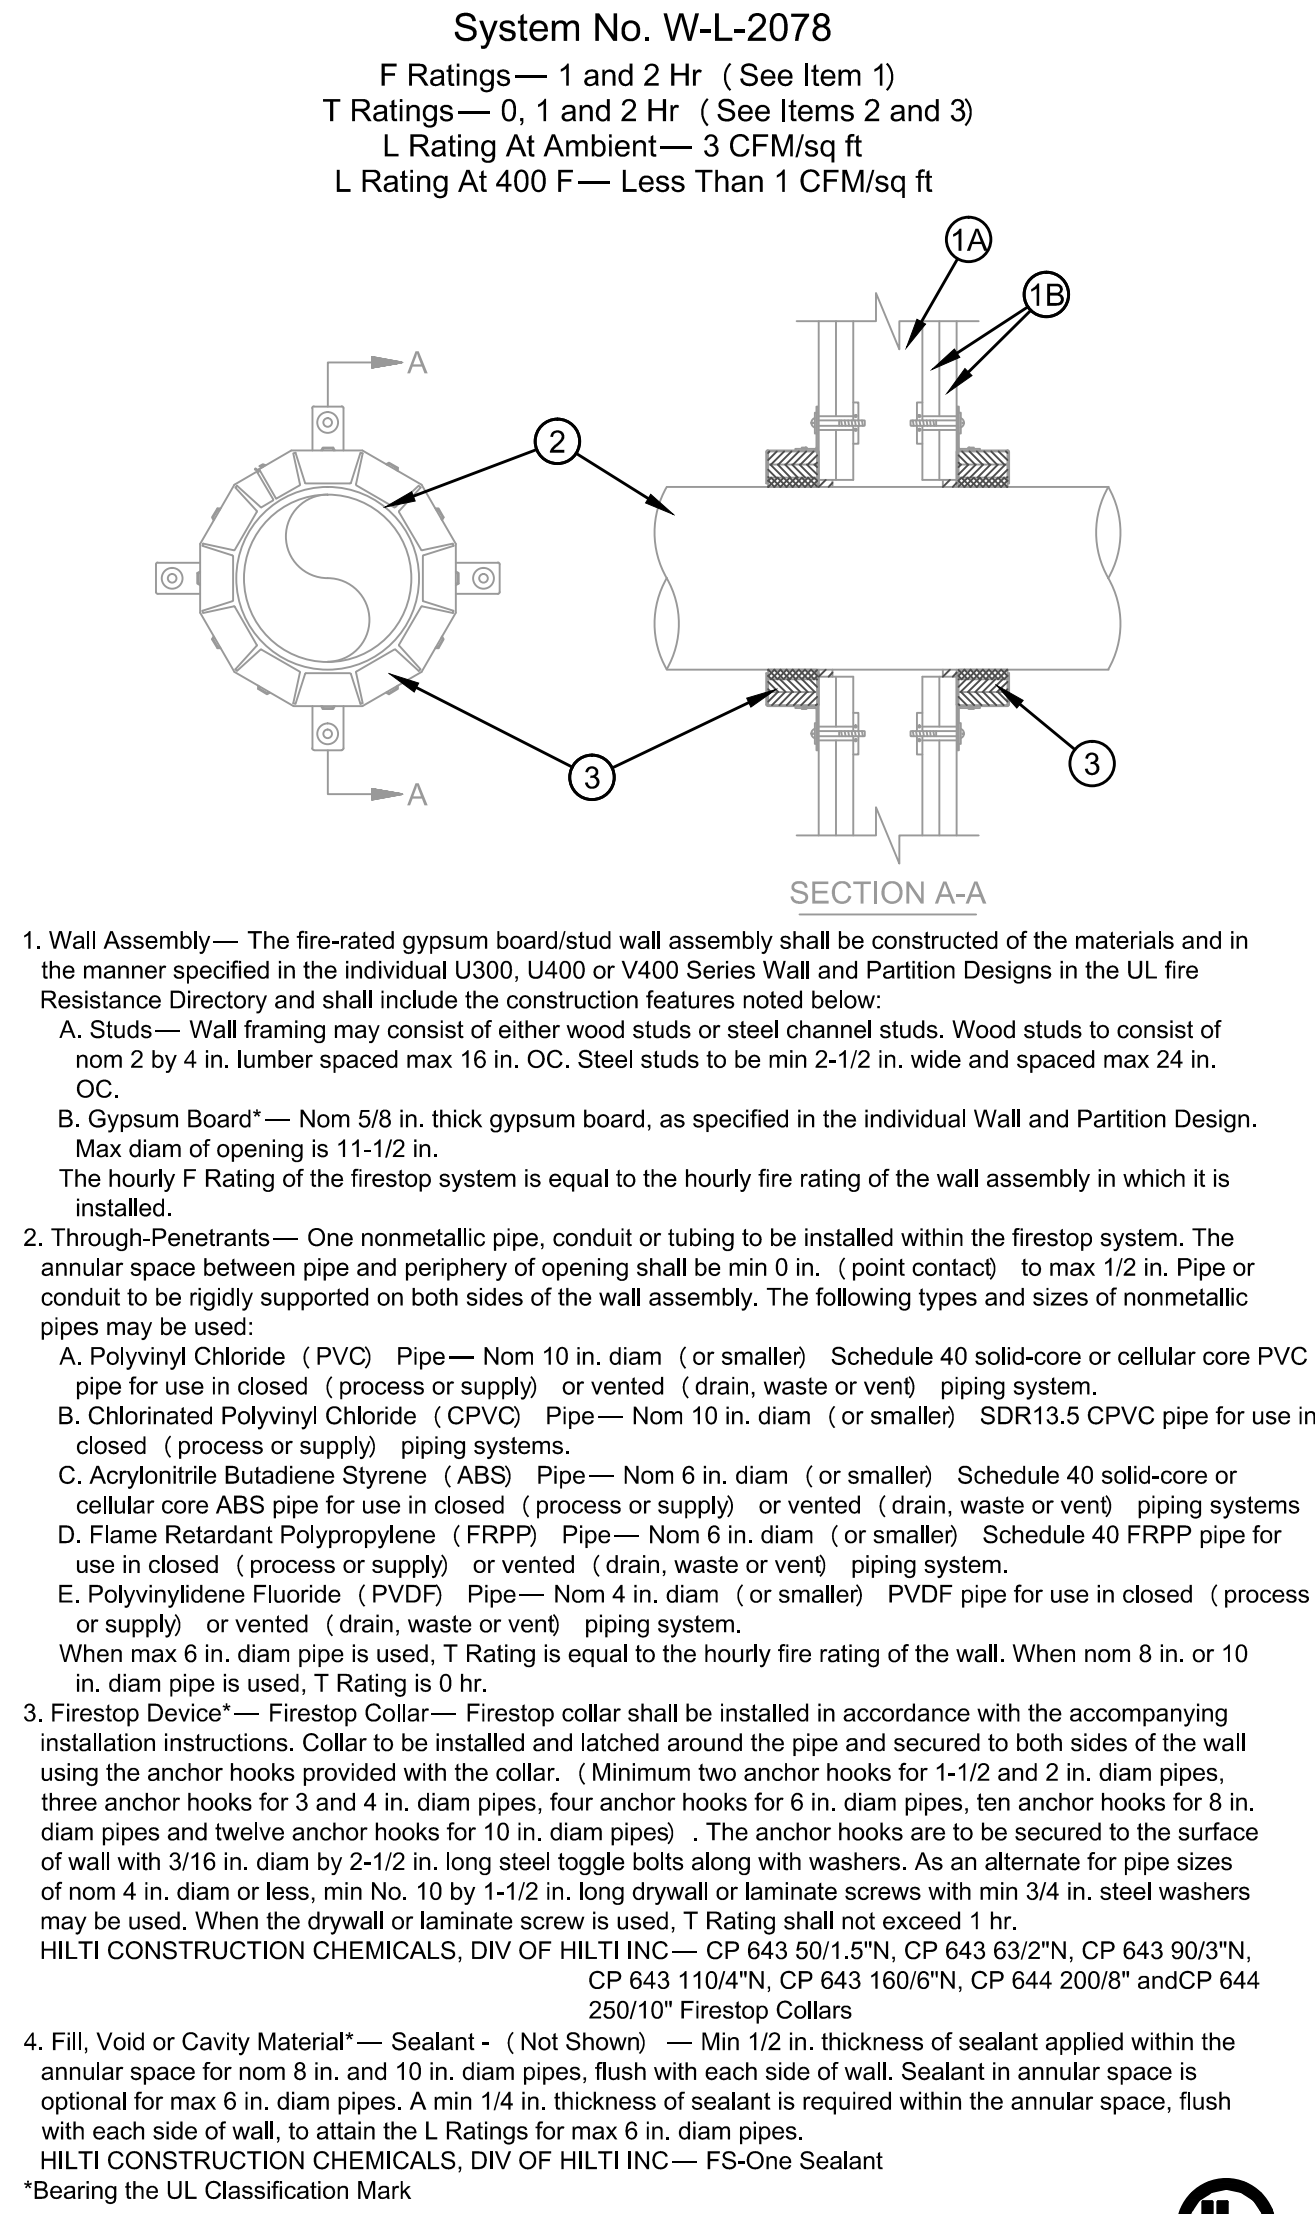 System No. W-L-2078
F Ratings— 1 and 2 Hr (See Item 1)
T Ratings— 0, 1 and 2 Hr (See Items 2 and 3)
L Rating At Ambient— 3 CFM/sq ft
L Rating At 400 F— Less Than 1 CFM/sq ft
1A
1B
A
2
3
3
A
SECTION A-A
1. Wall Assembly— The fire-rated gypsum board/stud wall assembly shall be constructed of the materials and in
the manner specified in the individual U300, U400 or V400 Series Wall and Partition Designs in the UL fire
Resistance Directory and shall include the construction features noted below:
A. Studs— Wall framing may consist of either wood studs or steel channel studs. Wood studs to consist of
nom 2 by 4 in. lumber spaced max 16 in. OC. Steel studs to be min 2-1/2 in. wide and spaced max 24 in.
OC.
B. Gypsum Board*— Nom 5/8 in. thick gypsum board, as specified in the individual Wall and Partition Design.
Max diam of opening is 11-1/2 in.
The hourly F Rating of the firestop system is equal to the hourly fire rating of the wall assembly in which it is
installed.
2. Through-Penetrants— One nonmetallic pipe, conduit or tubing to be installed within the firestop system. The
annular space between pipe and periphery of opening shall be min 0 in. (point contact) to max 1/2 in. Pipe or
conduit to be rigidly supported on both sides of the wall assembly. The following types and sizes of nonmetallic
pipes may be used:
A. Polyvinyl Chloride (PVC) Pipe— Nom 10 in. diam (or smaller) Schedule 40 solid-core or cellular core PVC
pipe for use in closed (process or supply) or vented (drain, waste or vent) piping system.
B. Chlorinated Polyvinyl Chloride (CPVC) Pipe— Nom 10 in. diam (or smaller) SDR13.5 CPVC pipe for use in
closed (process or supply) piping systems.
C. Acrylonitrile Butadiene Styrene (ABS) Pipe— Nom 6 in. diam (or smaller) Schedule 40 solid-core or
cellular core ABS pipe for use in closed (process or supply) or vented (drain, waste or vent) piping systems
D. Flame Retardant Polypropylene (FRPP) Pipe— Nom 6 in. diam (or smaller) Schedule 40 FRPP pipe for
use in closed (process or supply) or vented (drain, waste or vent) piping system.
E. Polyvinylidene Fluoride (PVDF) Pipe— Nom 4 in. diam (or smaller) PVDF pipe for use in closed (process
or supply) or vented (drain, waste or vent) piping system.
When max 6 in. diam pipe is used, T Rating is equal to the hourly fire rating of the wall. When nom 8 in. or 10
in. diam pipe is used, T Rating is 0 hr.
3. Firestop Device*— Firestop Collar— Firestop collar shall be installed in accordance with the accompanying
installation instructions. Collar to be installed and latched around the pipe and secured to both sides of the wall
using the anchor hooks provided with the collar. (Minimum two anchor hooks for 1-1/2 and 2 in. diam pipes,
three anchor hooks for 3 and 4 in. diam pipes, four anchor hooks for 6 in. diam pipes, ten anchor hooks for 8 in.
diam pipes and twelve anchor hooks for 10 in. diam pipes) . The anchor hooks are to be secured to the surface
of wall with 3/16 in. diam by 2-1/2 in. long steel toggle bolts along with washers. As an alternate for pipe sizes
of nom 4 in. diam or less, min No. 10 by 1-1/2 in. long drywall or laminate screws with min 3/4 in. steel washers
may be used. When the drywall or laminate screw is used, T Rating shall not exceed 1 hr.
HILTI CONSTRUCTION CHEMICALS, DIV OF HILTI INC— CP 643 50/1.5"N, CP 643 63/2"N, CP 643 90/3"N,
CP 643 110/4"N, CP 643 160/6"N, CP 644 200/8" andCP 644
250/10" Firestop Collars
4. Fill, Void or Cavity Material*— Sealant - (Not Shown) — Min 1/2 in. thickness of sealant applied within the
annular space for nom 8 in. and 10 in. diam pipes, flush with each side of wall. Sealant in annular space is
optional for max 6 in. diam pipes. A min 1/4 in. thickness of sealant is required within the annular space, flush
with each side of wall, to attain the L Ratings for max 6 in. diam pipes.
HILTI CONSTRUCTION CHEMICALS, DIV OF HILTI INC— FS-One Sealant
*Bearing the UL Classification Mark